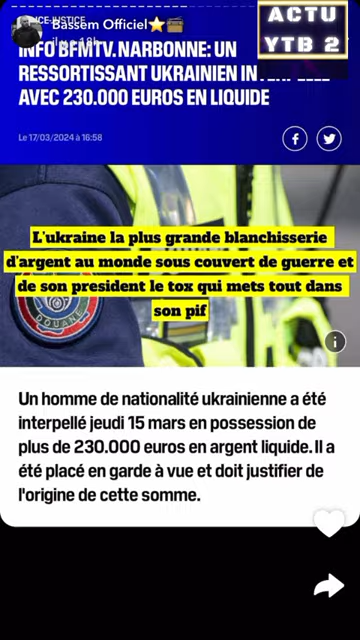 Bassem Officiel
ACTU
YTB 2
INFO BFMTV. NARBONNE: UN
RESSORTISSANT UKRAINIEN
AVEC 230.000 EUROS EN LIQUIDE
Le 17/03/2024 à 16:58
L'ukraine la plus grande blanchisserie
d'argent au monde sous couvert de guerre et
de son president le tox qui mets tout dans
son pif
DOUANE
Un homme de nationalité ukrainienne a été
interpellé jeudi 15 mars en possession de
plus de 230.000 euros en argent liquide. Il a
été placé en garde à vue et doit justifier de
l'origine de cette somme.